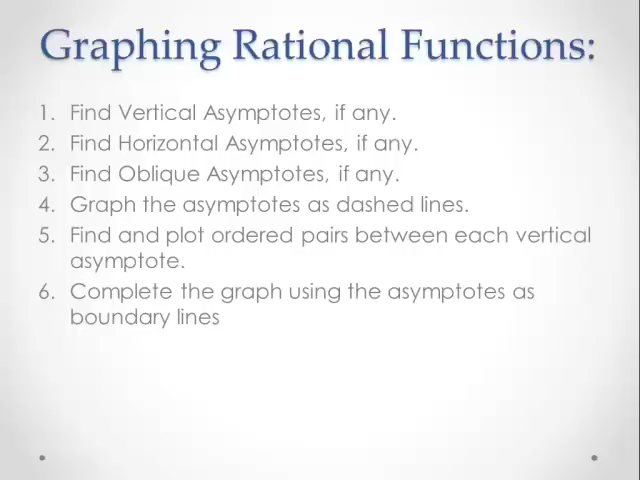 Graphing Rational Functions:
1. Find Vertical Asymptotes, if any.
2. Find Horizontal Asymptotes, if any.
3. Find Oblique Asymptotes, if any.
4. Graph the asymptotes as dashed lines.
5. Find and plot ordered pairs between each vertical
asymptote.
6. Complete the graph using the asymptotes as
boundary lines